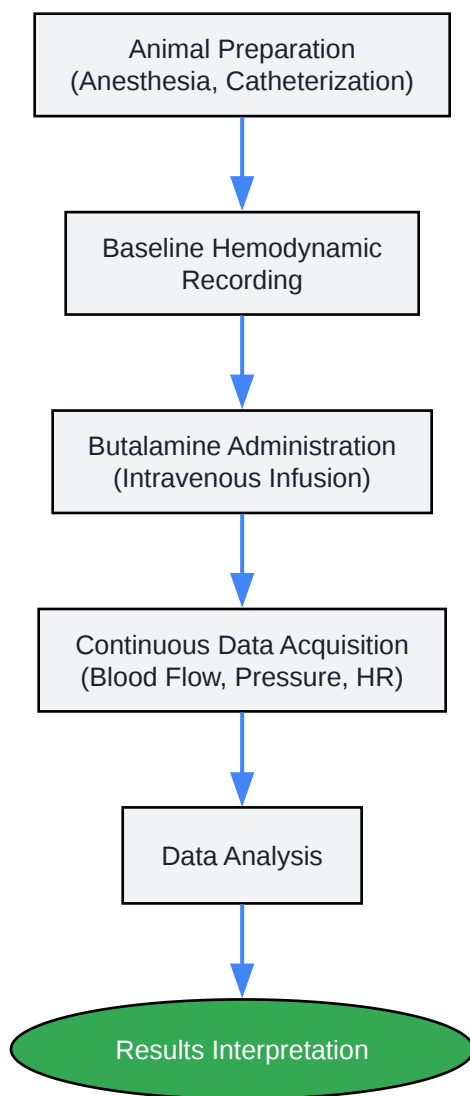 Animal Preparation
(Anesthesia, Catheterization)
Baseline Hemodynamic
Recording
Butalamine Administration
(Intravenous Infusion)
Continuous Data Acquisition
(Blood Flow, Pressure, HR)
Data Analysis
Results Interpretation